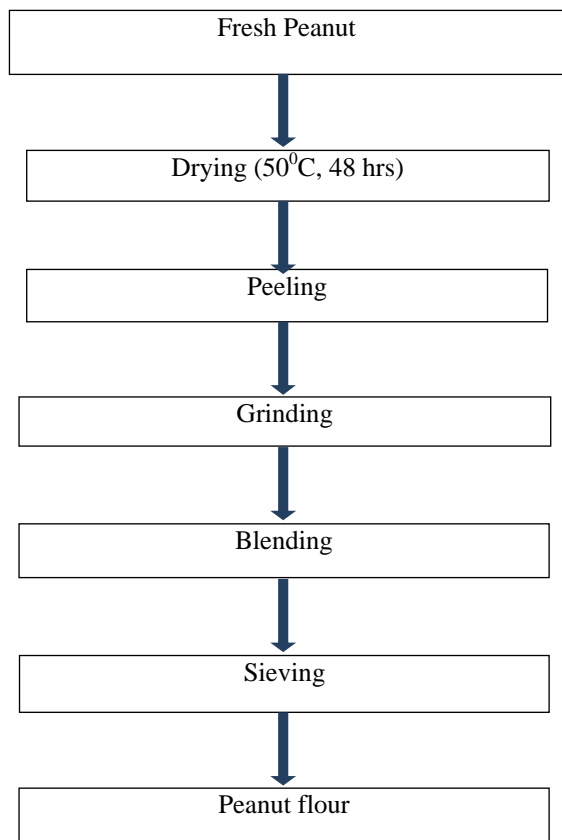 Fresh Peanut
Drying (50⁰C, 48 hrs)
Peeling
Grinding
Blending
Sieving
Peanut flour